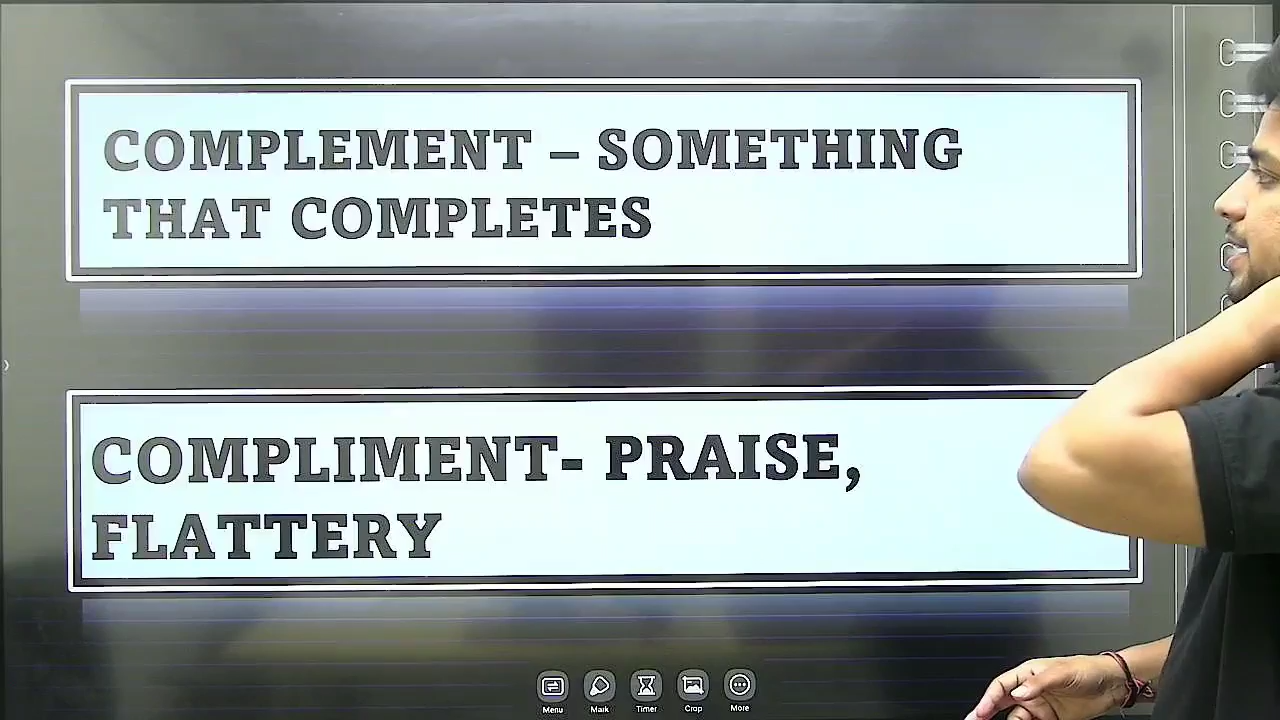 COMPLEMENT – SOMETHING
THAT COMPLETES
COMPLIMENT- PRAISE,
FLATTERY
Menu Mark Timer Crop More